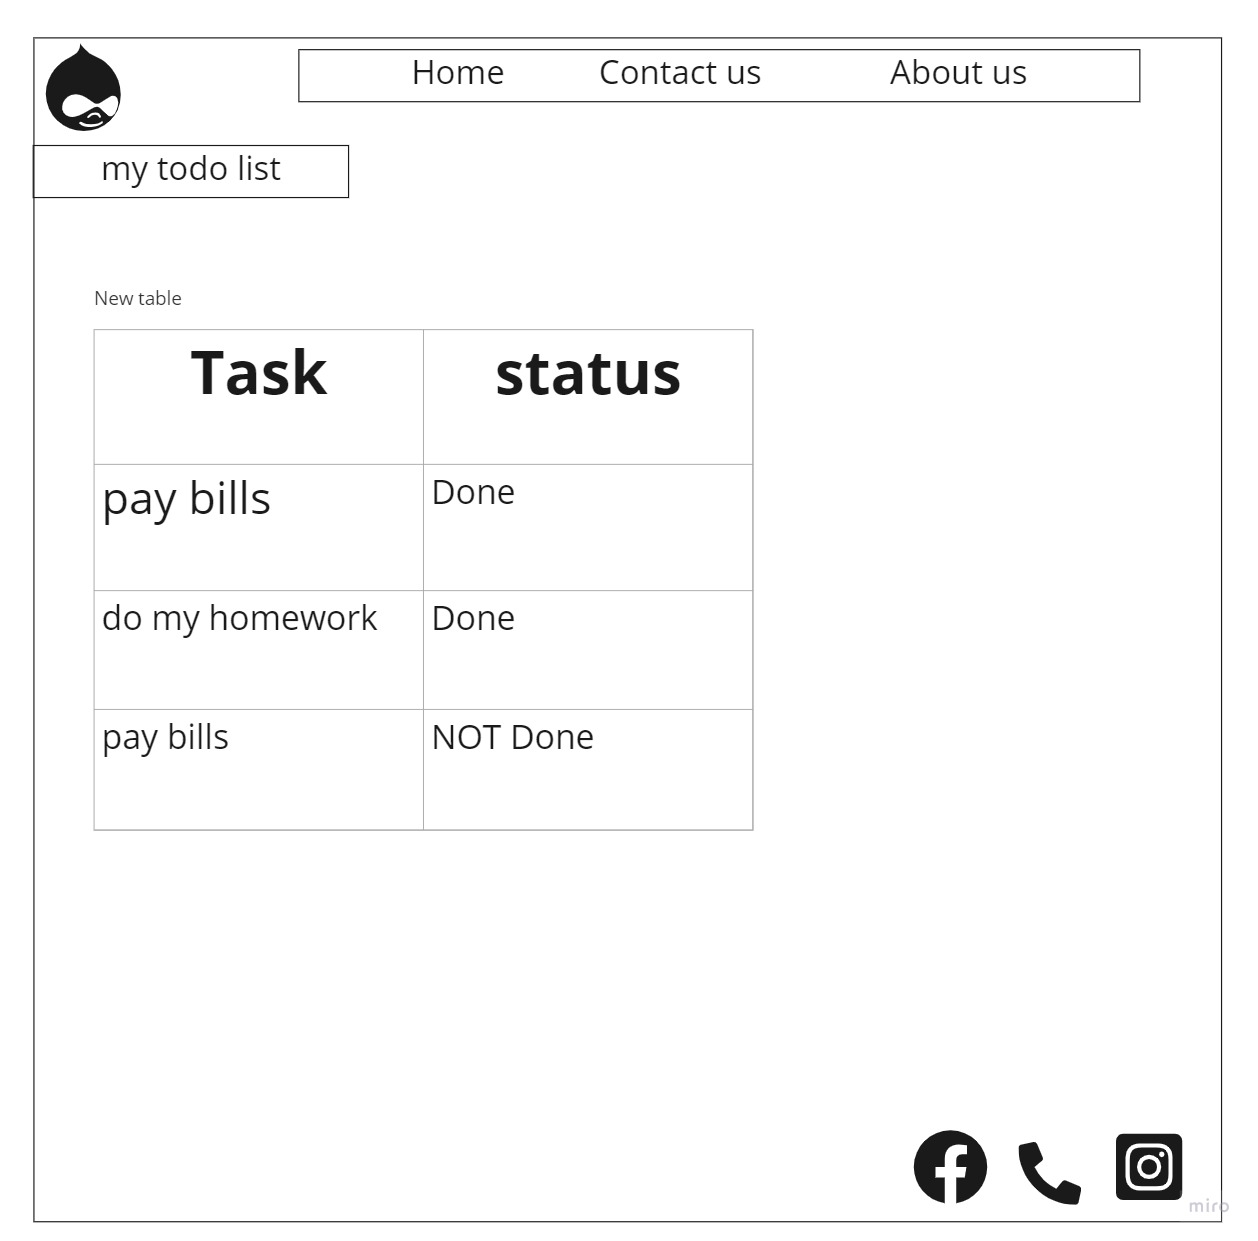 Home Contact us About us
my todo list
New table
Task status
pay bills Done
do my homework Done
pay bills NOT Done
miro